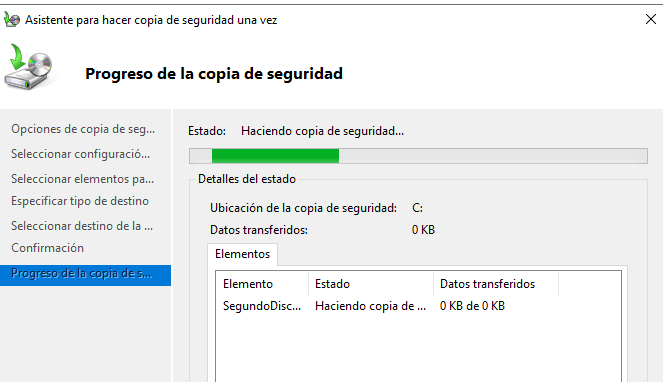 Asistente para hacer copia de seguridad una vez
Progreso de la copia de seguridad
Opciones de copia de seg...
Seleccionar configuració...
Seleccionar elementos pa...
Especificar tipo de destino
Seleccionar destino de la ...
Confirmación
Progreso de la copia de s...
Estado: Haciendo copia de seguridad...
Detalles del estado
Ubicación de la copia de seguridad: C:
Datos transferidos: 0 KB
Elementos
Elemento Estado Datos transferidos
SegundoDisc... Haciendo copia de ... 0 KB de 0 KB